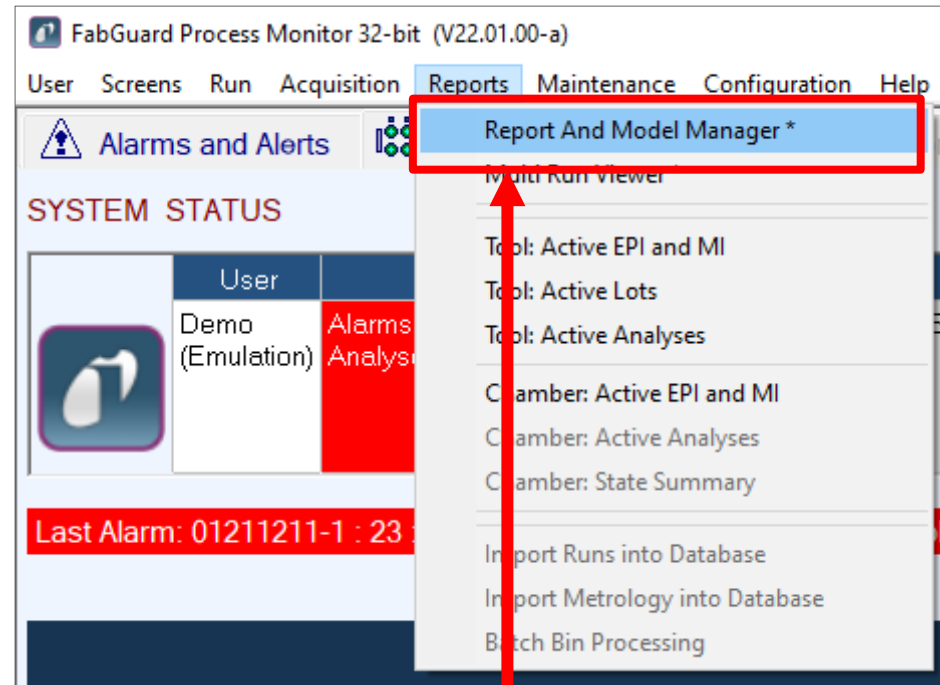 FabGuard Process Monitor 32-bit (V22.01.00-a)
User Screens Run Acquisition Reports Maintenance Configuration Help
Alarms and Alerts
Report And Model Manager *
Multi Run Viewer
SYSTEM STATUS
Tool: Active EPI and MI
Tool: Active Lots
Tool: Active Analyses
User
Demo
(Emulation)
Alarms
Chamber: Active EPI and MI
Chamber: Active Analyses
Chamber: State Summary
Last Alarm: 01211211-1 : 23 :
Import Runs into Database
Import Metrology into Database
Batch Bin Processing